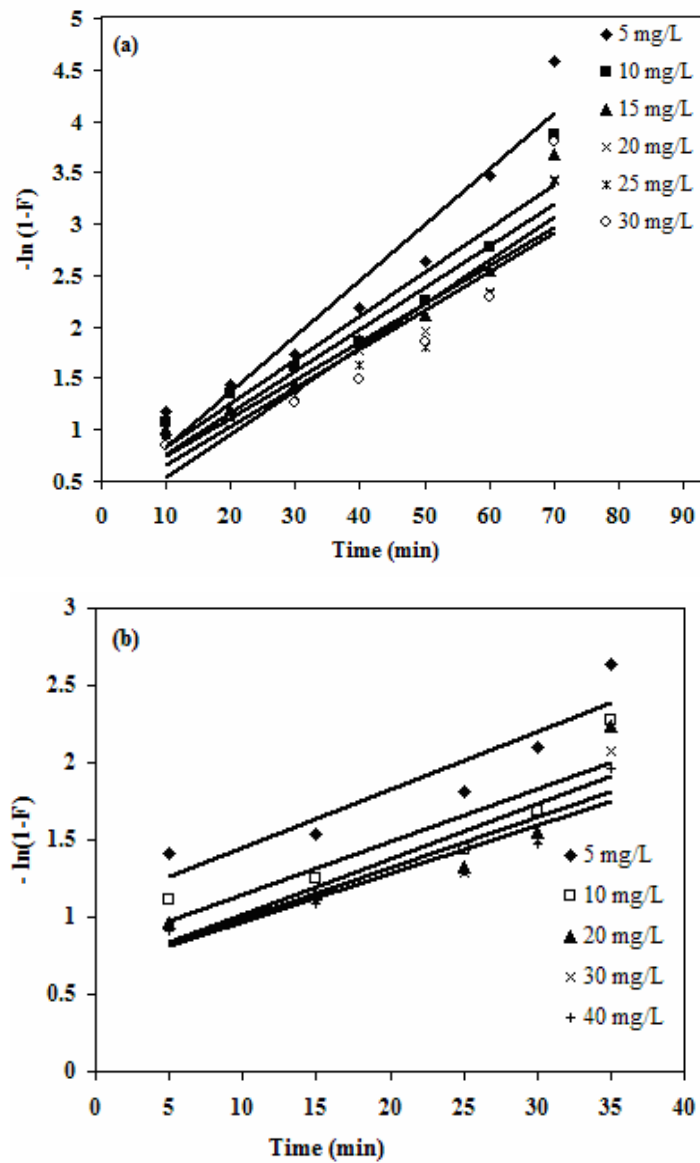 (a)
5 mg/L
10 mg/L
15 mg/L
20 mg/L
25 mg/L
30 mg/L
-ln (1-F)
5
4.5
4
3.5
3
2.5
2
1.5
1
0.5
0 10 20 30 40 50 60 70 80 90
Time (min)
(b)
- ln(1-F)
3
2.5
2
1.5
1
0.5
0
5 mg/L
10 mg/L
20 mg/L
30 mg/L
40 mg/L
0 5 10 15 20 25 30 35 40
Time (min)